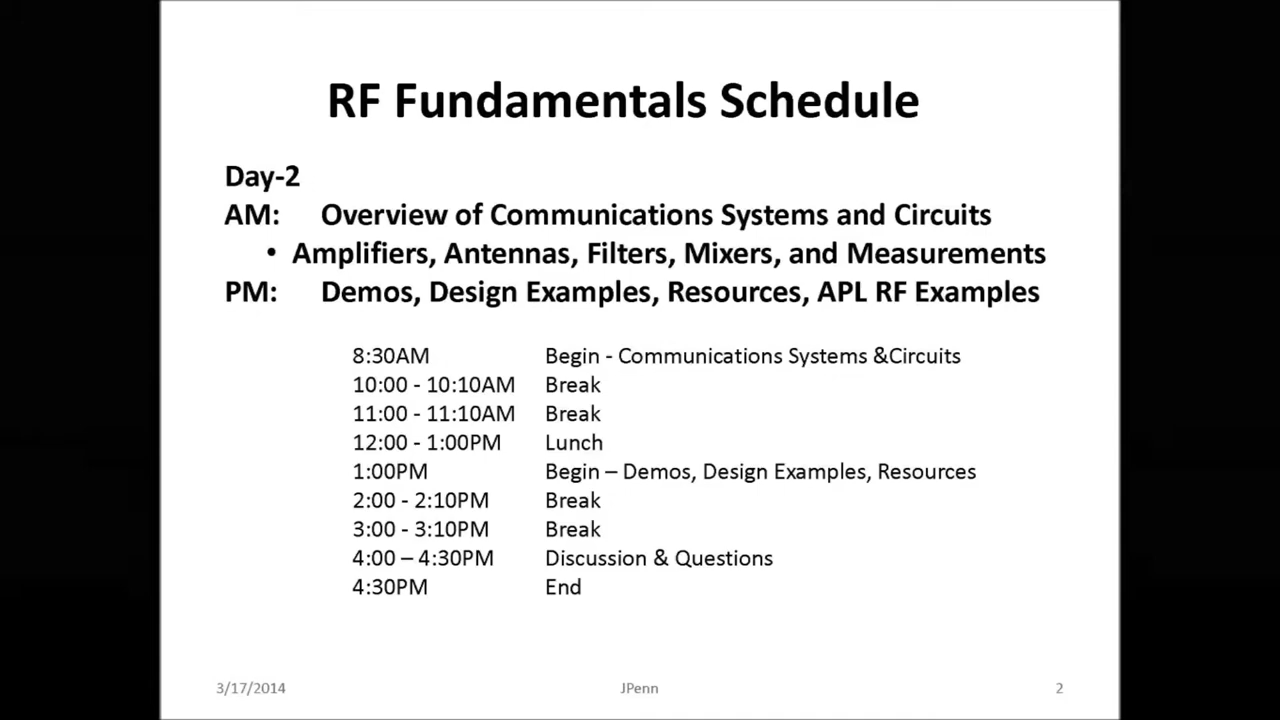 RF Fundamentals Schedule
Day-2
AM: Overview of Communications Systems and Circuits
• Amplifiers, Antennas, Filters, Mixers, and Measurements
PM: Demos, Design Examples, Resources, APL RF Examples
8:30AM Begin - Communications Systems &Circuits
10:00 - 10:10AM Break
11:00 - 11:10AM Break
12:00 - 1:00PM Lunch
1:00PM Begin – Demos, Design Examples, Resources
2:00 - 2:10PM Break
3:00 - 3:10PM Break
4:00 – 4:30PM Discussion & Questions
4:30PM End
3/17/2014 JPenn 2